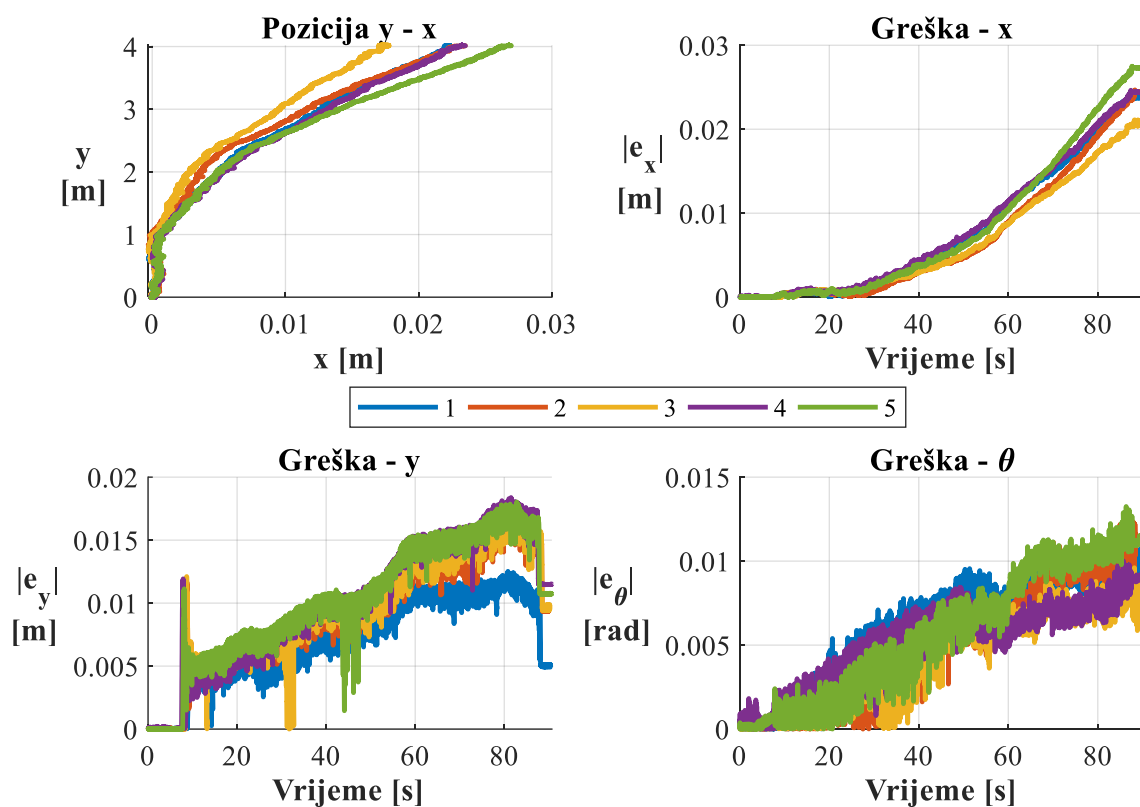 Pozicija y - x
4
3
2
1
0
y
[m]
0
0.01
0.02
0.03
x [m]
Greška - x
0.03
0.02
0.01
0
|e_x|
[m]
0
20
40
60
80
Vrijeme [s]
1 2 3 4 5
Greška - y
0.02
0.015
0.01
0.005
0
|e_y|
[m]
0
20
40
60
80
Vrijeme [s]
Greška - θ
0.015
0.01
0.005
0
|e_θ|
[rad]
0
20
40
60
80
Vrijeme [s]